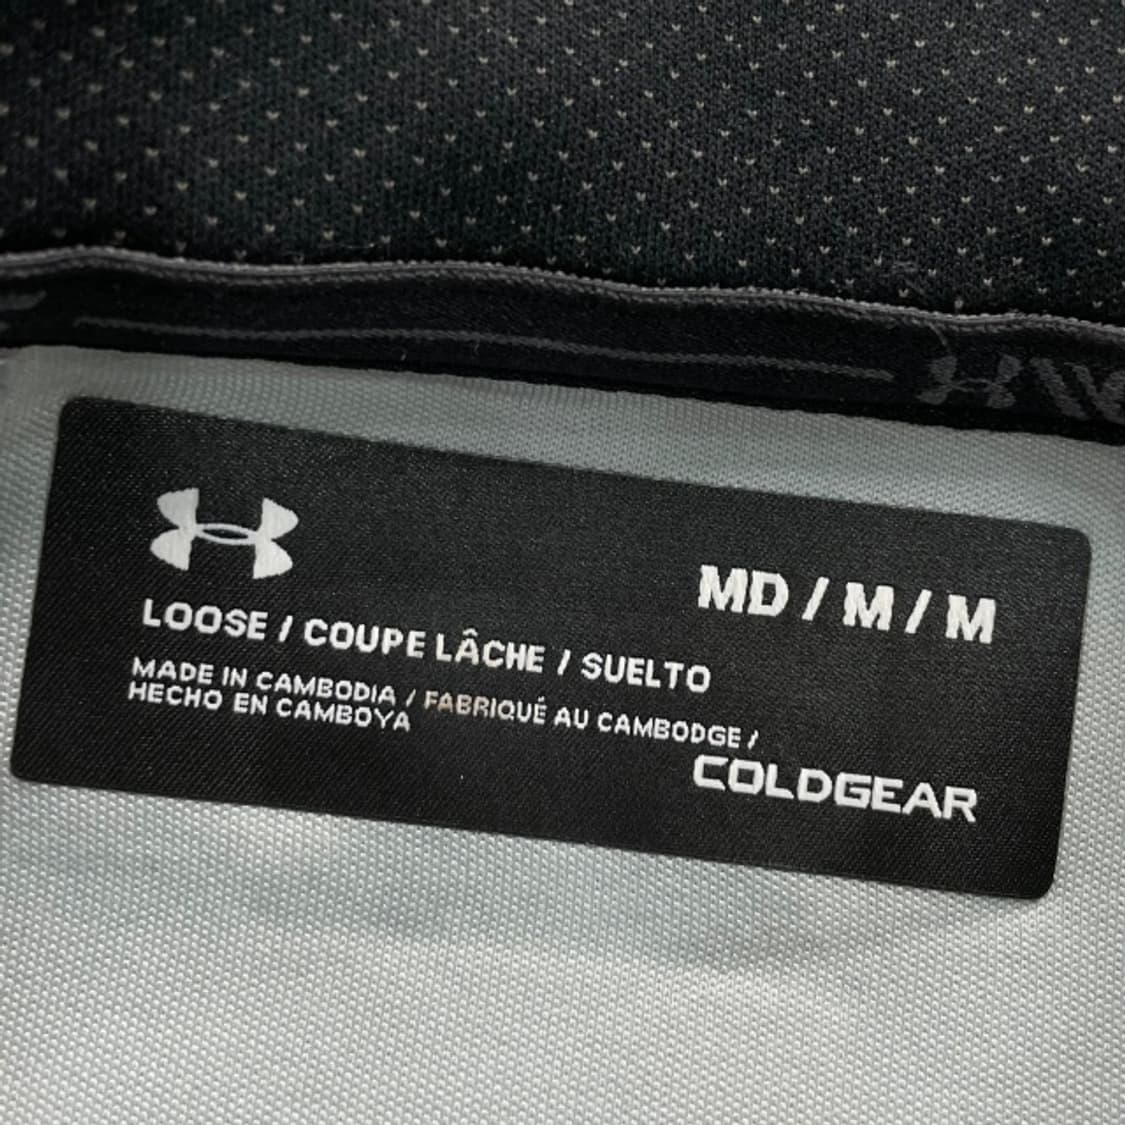 MD / M / M
LOOSE / COUPE LÂCHE / SUELTO
MADE IN CAMBODIA / FABRIQUÉ AU CAMBODGE /
HECHO EN CAMBOYA
COLDGEAR